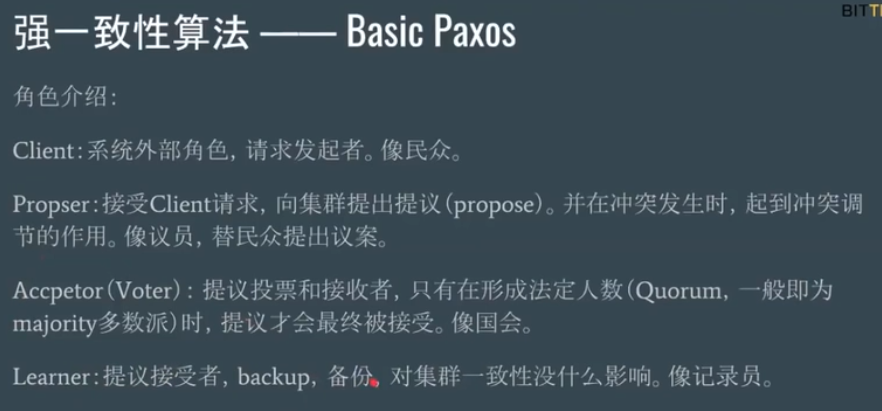 BITTI
强一致性算法 —— Basic Paxos
角色介绍：
Client：系统外部角色，请求发起者。像民众。
Propser：接受Client请求，向集群提出提议（propose）。并在冲突发生时，起到冲突调
节的作用。像议员，替民众提出议案。
Accpetor（Voter）：提议投票和接收者，只有在形成法定人数（Quorum，一般即为
majority多数派）时，提议才会最终被接受。像国会。
Learner：提议接受者，backup，备份，对集群一致性没什么影响。像记录员。